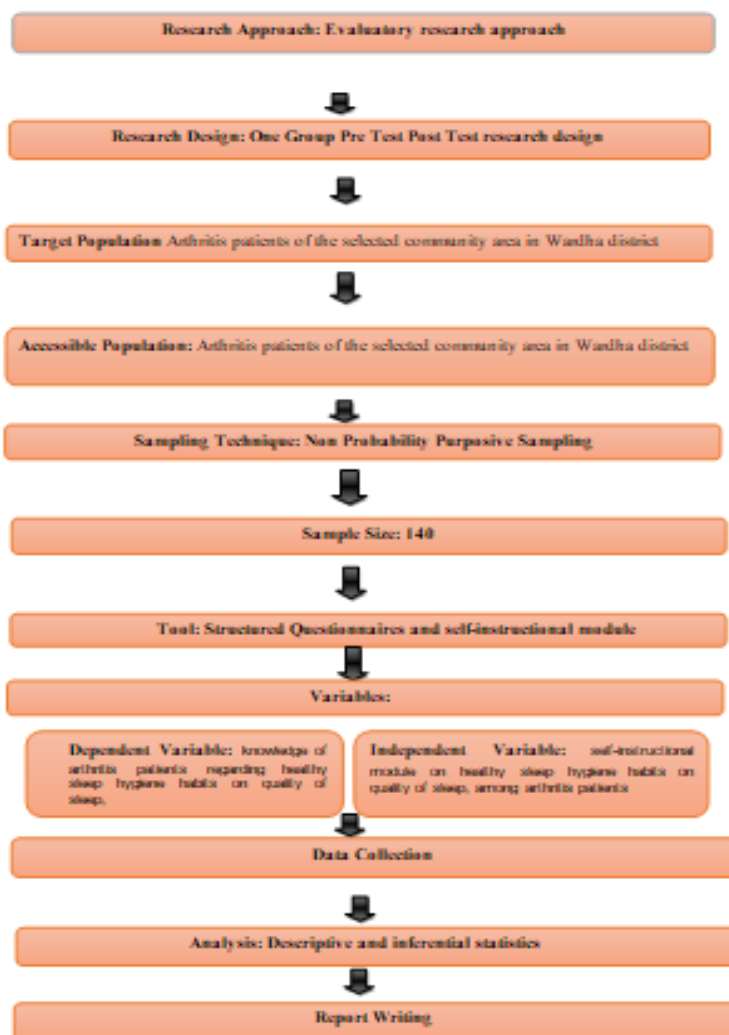 Research Approach: Evaluatory research approach
Research Design: One Group Pre Test Post Test research design
Target Population Arthritis patients of the selected community area in Wardha district
Accessible Population: Arthritis patients of the selected community area in Wardha district
Sampling Technique: Non Probability Purposive Sampling
Sample Size: 140
Tool: Structured Questionnaires and self-instructional module
Variables:
Dependent Variable: knowledge of
arthritis patients regarding healthy
sleep hygiene habits on quality of
sleep,
Independent Variable: self-instructional
module on healthy sleep hygiene habits on
quality of sleep, among arthritis patients
Data Collection
Analysis: Descriptive and inferential statistics
Report Writing